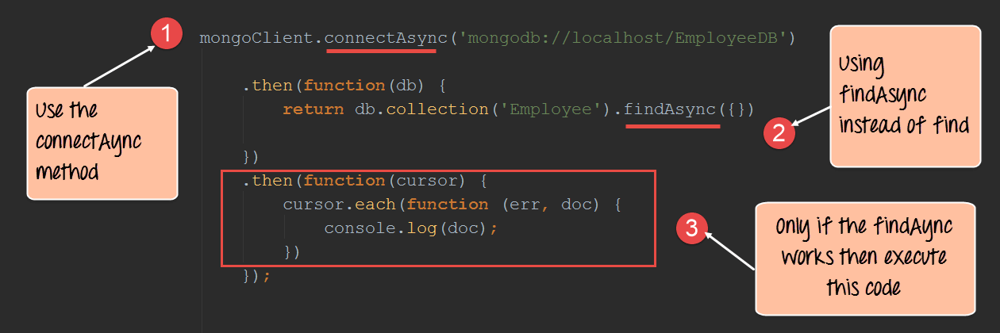 1
mongoClient.connectAsync('mongodb://localhost/EmployeeDB')
Use the
connectAync
method
.then(function(db) {
return db.collection('Employee').findAsync({})
Using
findAsync
instead of find
2
})
.then(function(cursor) {
cursor.each(function (err, doc) {
console.log(doc);
})
});
3
Only if the findAync
works then execute
this code